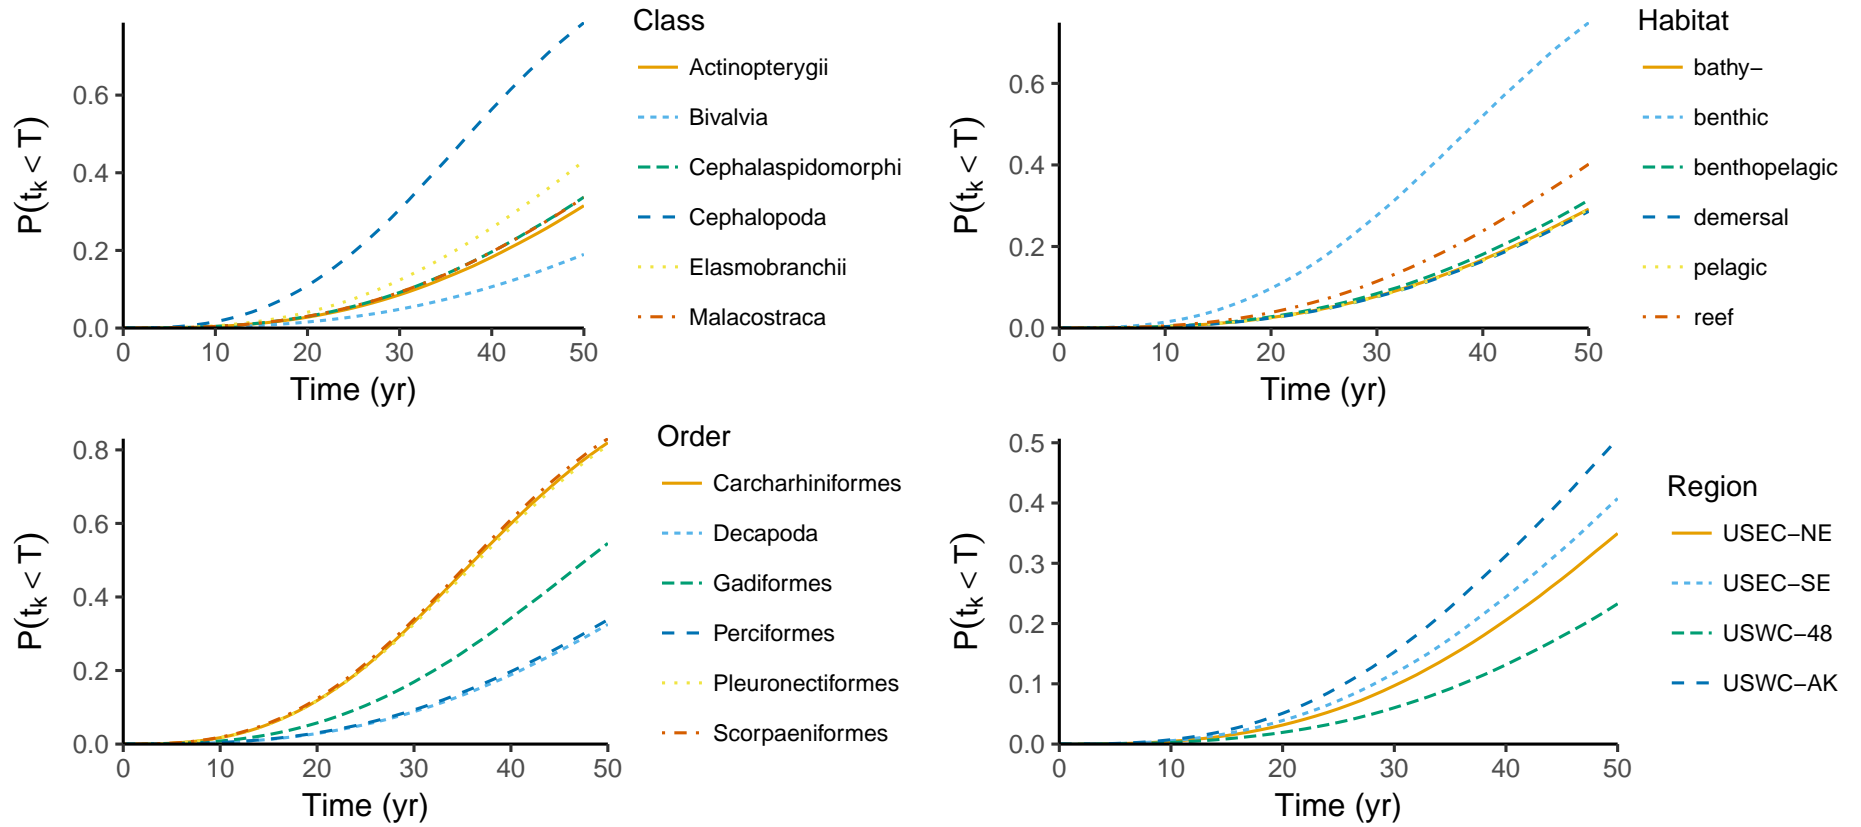 Class
Actinopterygii
Bivalvia
Cephalaspidomorphi
Cephalopoda
Elasmobranchii
Malacostraca
P(tk < T)
0.6
0.4
0.2
0.0
0 10 20 30 40 50
Time (yr)
Habitat
bathy−
benthic
benthopelagic
demersal
pelagic
reef
P(tk < T)
0.6
0.4
0.2
0.0
0 10 20 30 40 50
Time (yr)
Order
Carcharhiniformes
Decapoda
Gadiformes
Perciformes
Pleuronectiformes
Scorpaeniformes
P(tk < T)
0.8
0.6
0.4
0.2
0.0
0 10 20 30 40 50
Time (yr)
Region
USEC−NE
USEC−SE
USWC−48
USWC−AK
P(tk < T)
0.5
0.4
0.3
0.2
0.1
0.0
0 10 20 30 40 50
Time (yr)